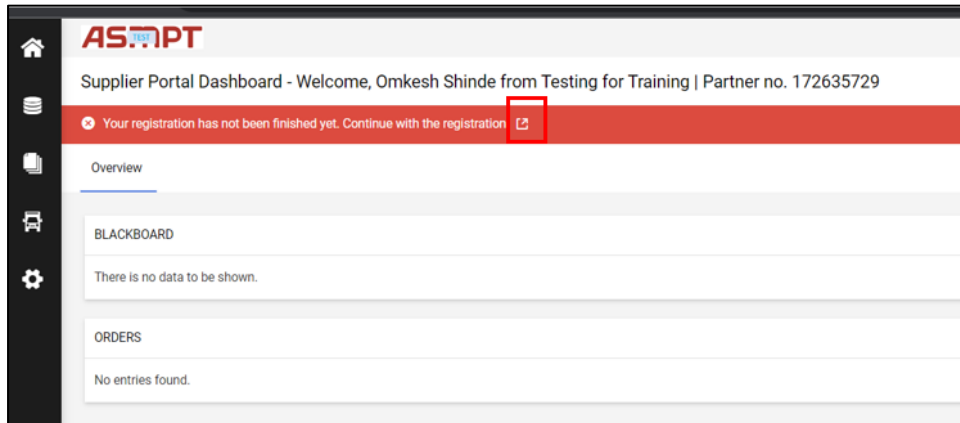 ASMPT
TEST
Supplier Portal Dashboard - Welcome, Omkesh Shinde from Testing for Training | Partner no. 172635729
Your registration has not been finished yet. Continue with the registration
Overview
BLACKBOARD
There is no data to be shown.
ORDERS
No entries found.